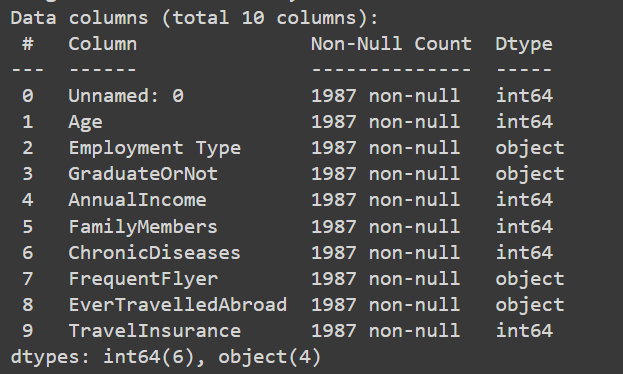 Data columns (total 10 columns):
 #   Column               Non-Null Count  Dtype
---  ------               --------------  -----
 0   Unnamed: 0           1987 non-null   int64
 1   Age                  1987 non-null   int64
 2   Employment Type      1987 non-null   object
 3   GraduateOrNot        1987 non-null   object
 4   AnnualIncome         1987 non-null   int64
 5   FamilyMembers        1987 non-null   int64
 6   ChronicDiseases      1987 non-null   int64
 7   FrequentFlyer        1987 non-null   object
 8   EverTravelledAbroad  1987 non-null   object
 9   TravelInsurance      1987 non-null   int64
dtypes: int64(6), object(4)